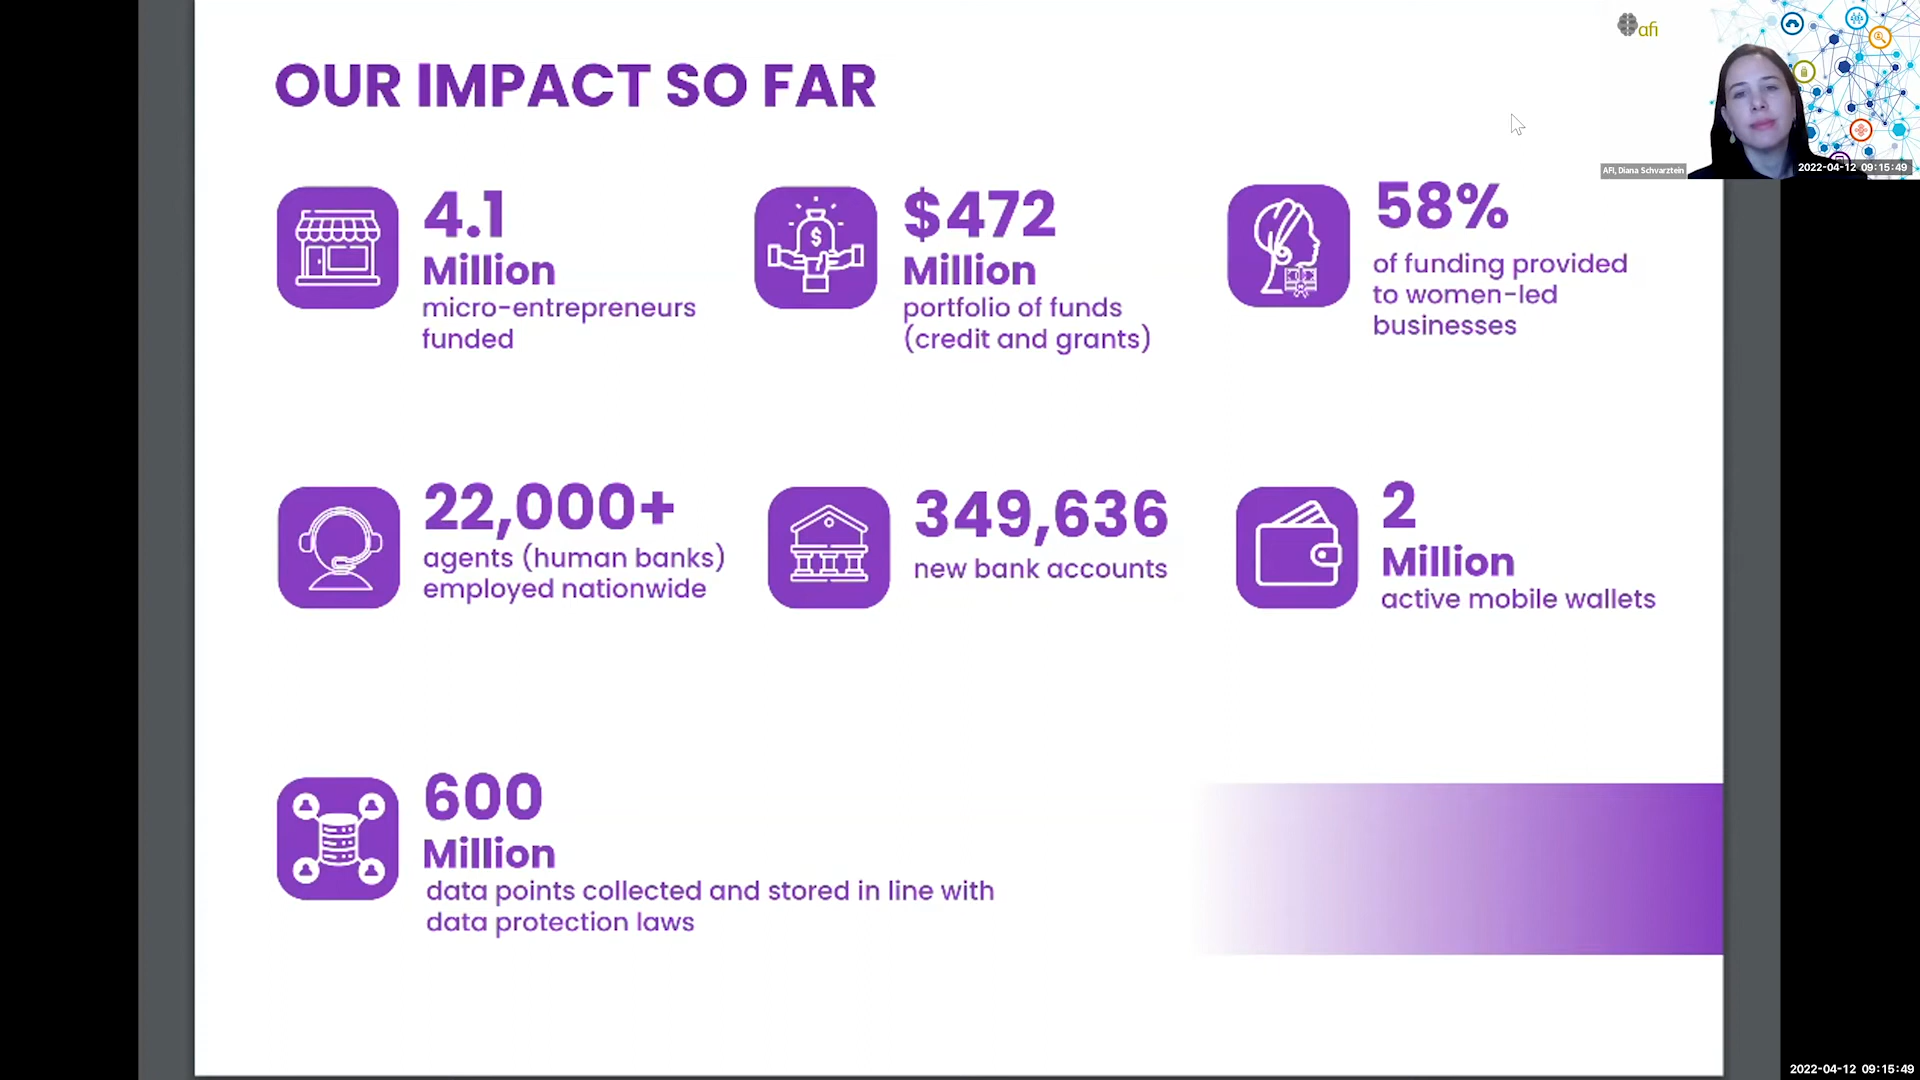 OUR IMPACT SO FAR
afi
AFI, Diana Schvarztein
2022-04-12 09:15:49
4.1
Million
micro-entrepreneurs
funded
$472
Million
portfolio of funds
(credit and grants)
58%
of funding provided
to women-led
businesses
22,000+
agents (human banks)
employed nationwide
349,636
new bank accounts
2
Million
active mobile wallets
600
Million
data points collected and stored in line with
data protection laws
2022-04-12 09:15:49